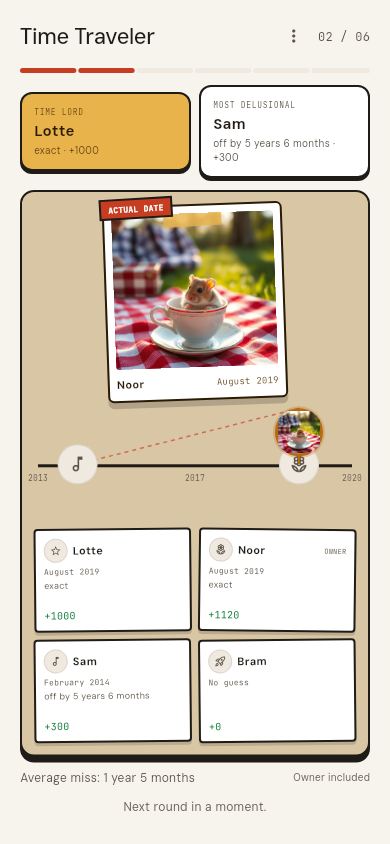 Time Traveler
02 / 06
TIME LORD
Lotte
exact · +1000
MOST DELUSIONAL
Sam
off by 5 years 6 months ·
+300
ACTUAL DATE
Noor
August 2019
2013
2017
2020
Lotte
August 2019
exact
+1000
Noor
OWNER
August 2019
exact
+1120
Sam
February 2014
off by 5 years 6 months
+300
Bram
No guess
+0
Average miss: 1 year 5 months
Owner included
Next round in a moment.